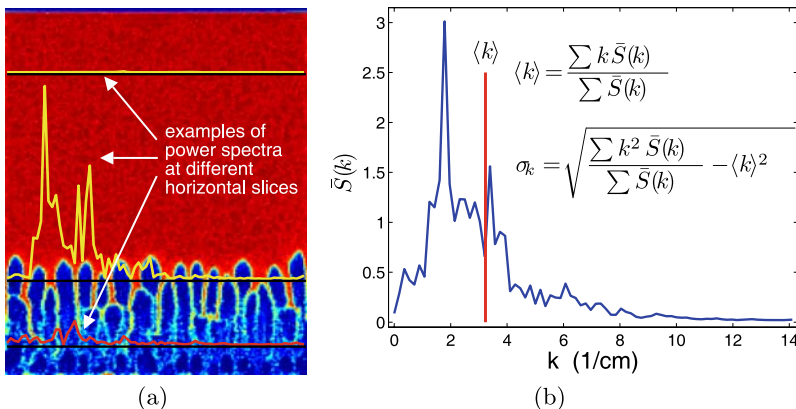 examples of
power spectra
at different
horizontal slices
(a)
3
2.5
2
1.5
1
0.5
0
S̄(k)
⟨k⟩
⟨k⟩ = ∑ k S̄(k) / ∑ S̄(k)
σₖ = √(∑ k² S̄(k) / ∑ S̄(k) − ⟨k⟩²)
0 2 4 6 8 10 12 14
k (1/cm)
(b)